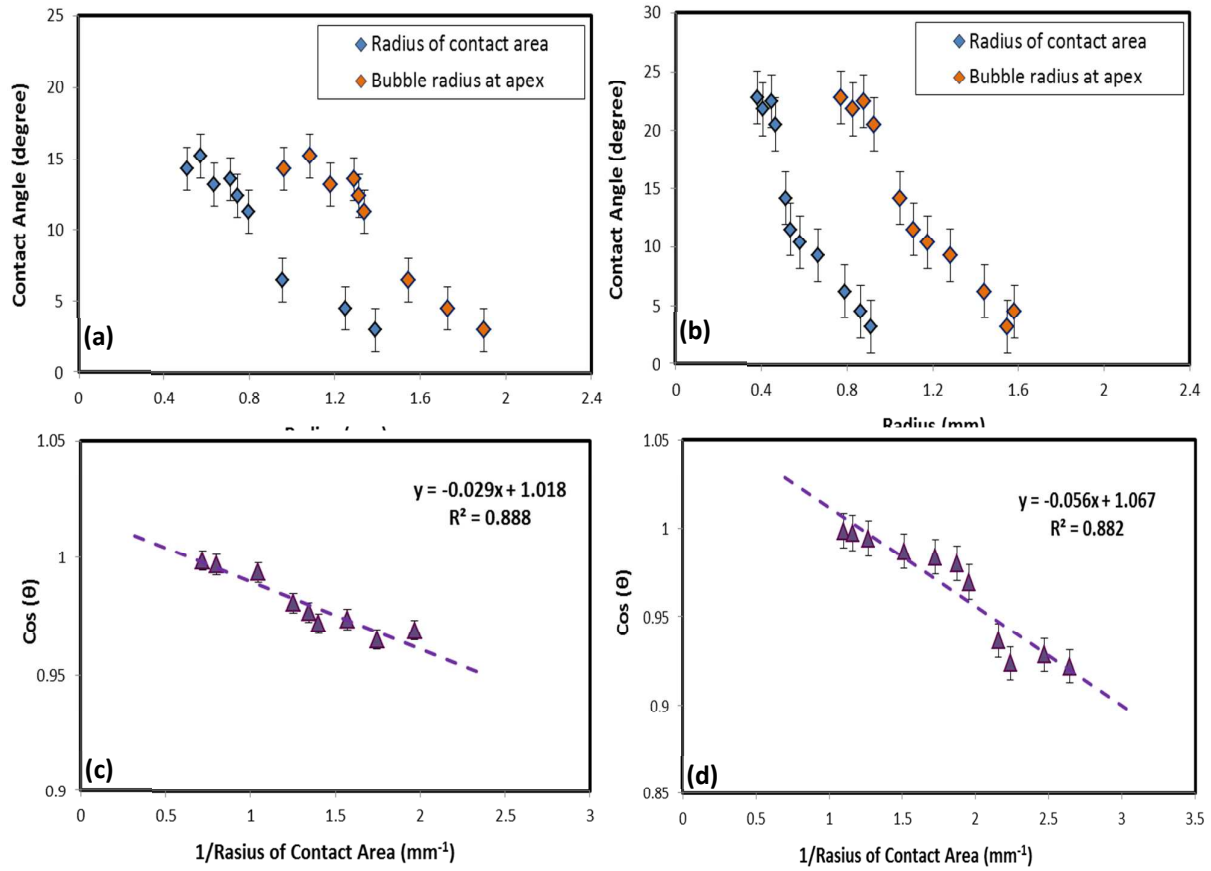 25
20
15
10
5
0
Contact Angle (degree)
Radius of contact area
Bubble radius at apex
(a)
0 0.4 0.8 1.2 1.6 2 2.4
30
25
20
15
10
5
0
Contact Angle [degree)
Radius of contact area
Bubble radius at apex
(b)
0 0.4 0.8 1.2 1.6 2 2.4
Radius (mm)
1.05
1
0.95
0.9
Cos (θ)
y = -0.029x + 1.018
R² = 0.888
(c)
0 0.5 1 1.5 2 2.5 3
1/Rasius of Contact Area (mm⁻¹)
1.05
1
0.95
0.9
0.85
Cos (θ)
y = -0.056x + 1.067
R² = 0.882
(d)
0 0.5 1 1.5 2 2.5 3 3.5
1/Rasius of Contact Area (mm⁻¹)